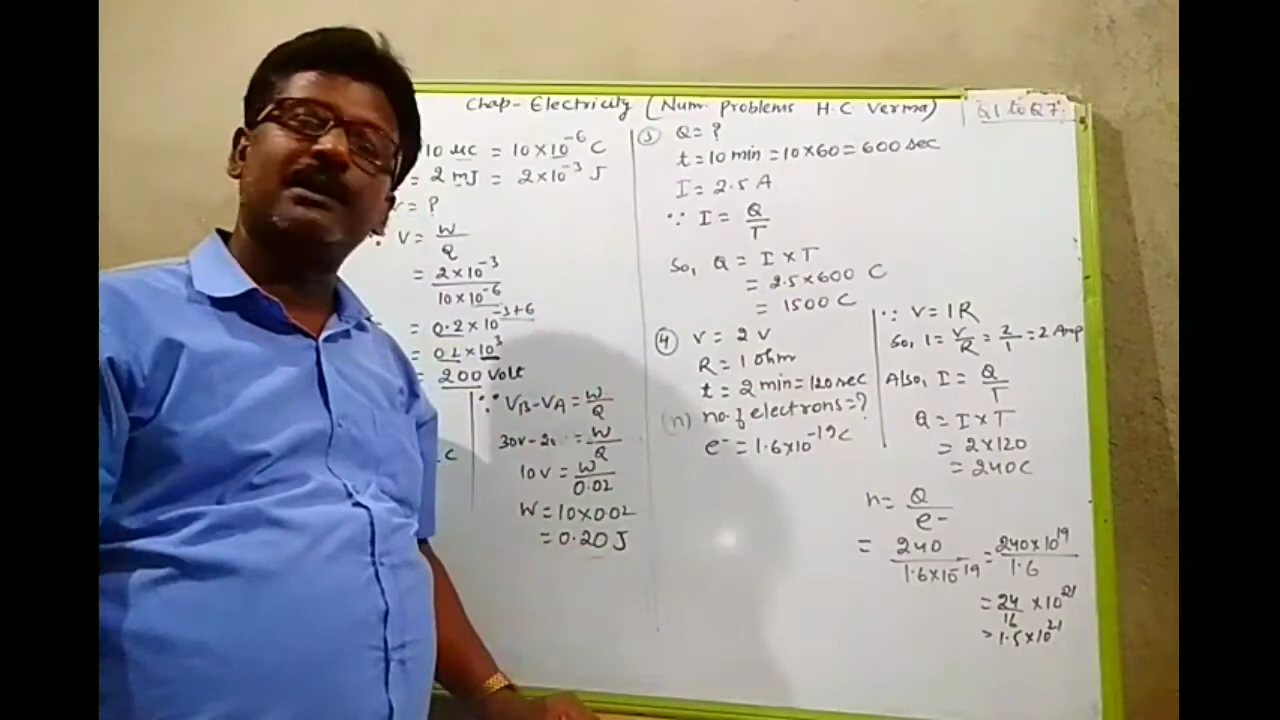 Chap- Electricity (Num. Problems H.C Verma) Q1 to Q7.
10 μc = 10 × 10⁻⁶ C
= 2 mJ = 2×10⁻³ J
= ?
V = W/Q
= 2×10⁻³ / 10×10⁻⁶
= 0.2×10⁻³⁺⁶
= 0.2×10³
= 200 Volt
∵ VB-VA = W/Q
30V- = W/Q
10V = W/0.02
W = 10×0.02
= 0.20 J
C
③ Q = ?
t = 10 min = 10×60 = 600 sec
I = 2.5 A
∵ I = Q/T
So, Q = I × T
= 2.5×600 C
= 1500 C
④ V = 2 V
R = 1 ohm
t = 2 min = 120sec
(n) no. of electrons = ?
e⁻ = 1.6×10⁻¹⁹ C
∵ V = IR
So, I = V/R = 2/1 = 2 Amp
Also, I = Q/T
Q = I × T
= 2×120
= 240C
n = Q/e⁻
= 240 / 1.6×10⁻¹⁹ = 240×10¹⁹ / 1.6
= 24/16 × 10²¹
= 1.5×10²¹